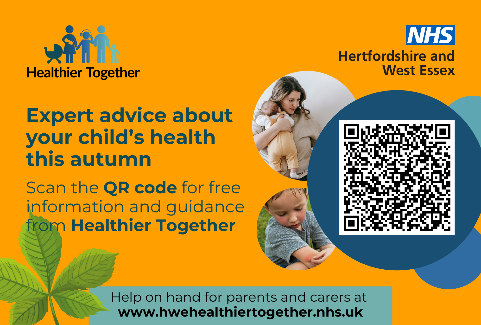 Healthier Together
NHS
Hertfordshire and
West Essex
Expert advice about
your child's health
this autumn
Scan the QR code for free
information and guidance
from Healthier Together
Help on hand for parents and carers at
www.hwehealthiertogether.nhs.uk